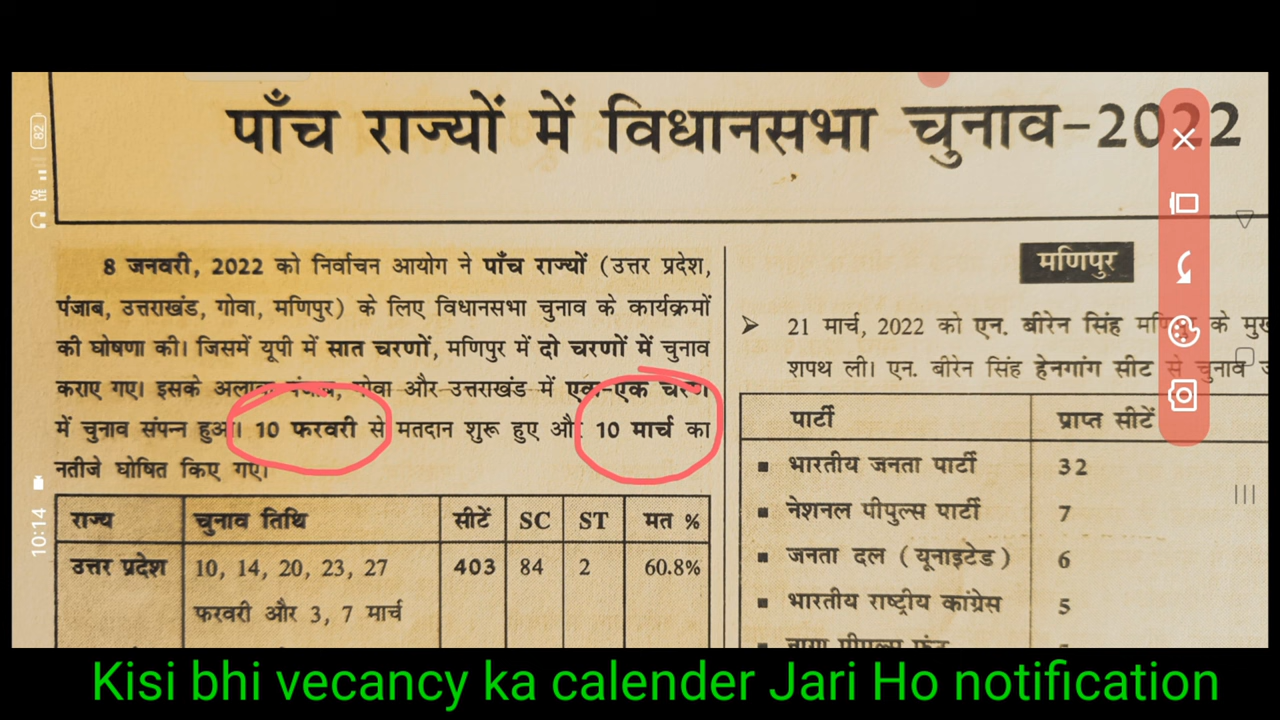 पाँच राज्यों में विधानसभा चुनाव-2022
8 जनवरी, 2022 को निर्वाचन आयोग ने पाँच राज्यों (उत्तर प्रदेश,
पंजाब, उत्तराखंड, गोवा, मणिपुर) के लिए विधानसभा चुनाव के कार्यक्रमों
की घोषणा की। जिसमें यूपी में सात चरणों, मणिपुर में दो चरणों में चुनाव
कराए गए। इसके अलावा पंजाब, गोवा और उत्तराखंड में एक-एक चरण
में चुनाव संपन्न हुआ। 10 फरवरी से मतदान शुरू हुए और 10 मार्च का
नतीजे घोषित किए गए।
राज्य चुनाव तिथि सीटें SC ST मत %
उत्तर प्रदेश 10, 14, 20, 23, 27 403 84 2 60.8%
फरवरी और 3, 7 मार्च
मणिपुर
➢ 21 मार्च, 2022 को एन. बीरेन सिंह मणिपुर के
शपथ ली। एन. बीरेन सिंह हेनगांग सीट से चुनाव
पार्टी प्राप्त सीटें
▪ भारतीय जनता पार्टी 32
▪ नेशनल पीपुल्स पार्टी 7
▪ जनता दल (यूनाइटेड) 6
▪ भारतीय राष्ट्रीय कांग्रेस 5
82
Vo LTE
10:14
Kisi bhi vecancy ka calender Jari Ho notification